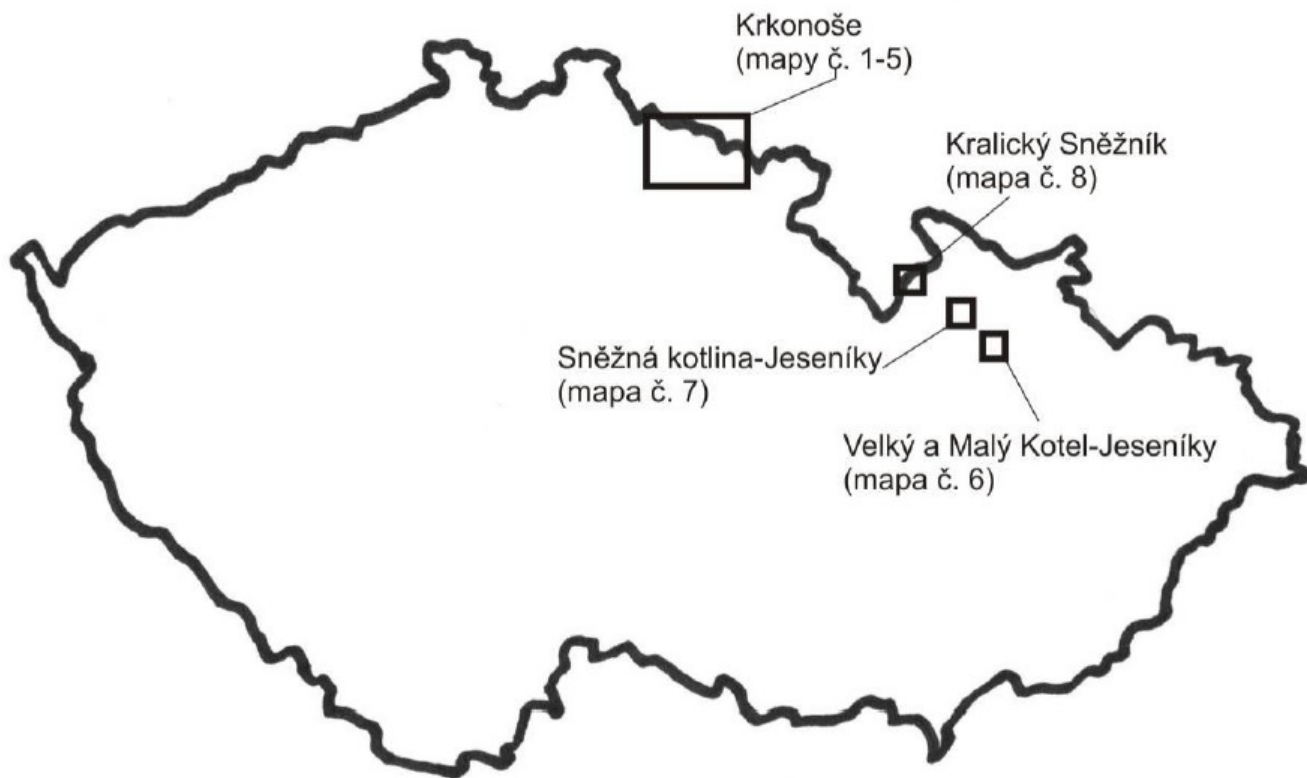 Krkonoše
(mapy č. 1-5)
Kralický Sněžník
(mapa č. 8)
Sněžná kotlina-Jeseníky
(mapa č. 7)
Velký a Malý Kotel-Jeseníky
(mapa č. 6)